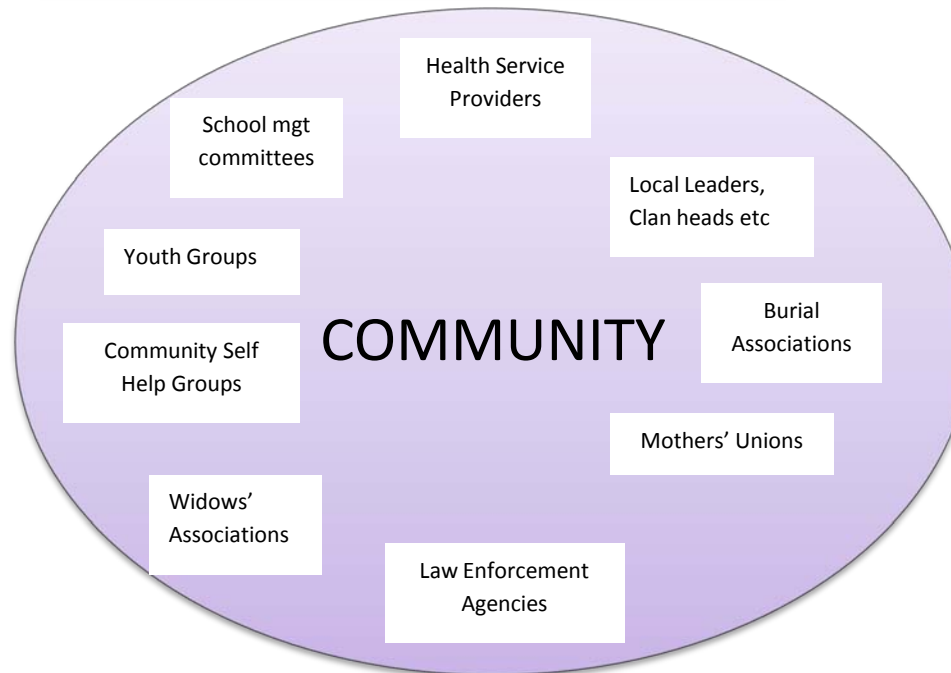 Health Service
Providers
School mgt
committees
Local Leaders,
Clan heads etc
Youth Groups
Burial
Associations
COMMUNITY
Community Self
Help Groups
Mothers’ Unions
Widows’
Associations
Law Enforcement
Agencies